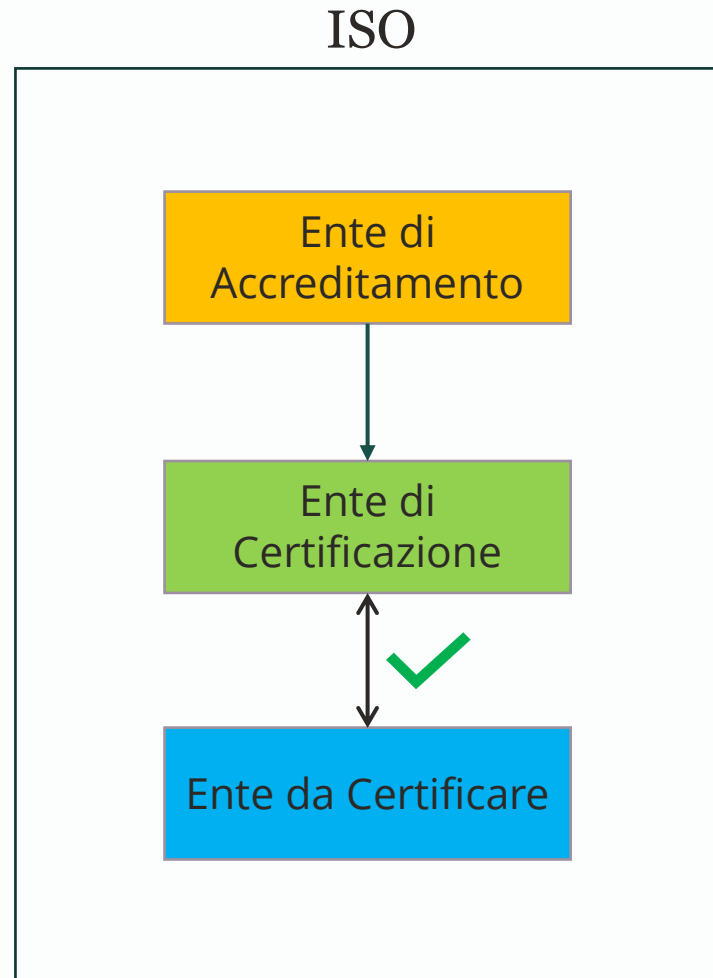 ISO
Ente di
Accreditamento
Ente di
Certificazione
Ente da Certificare